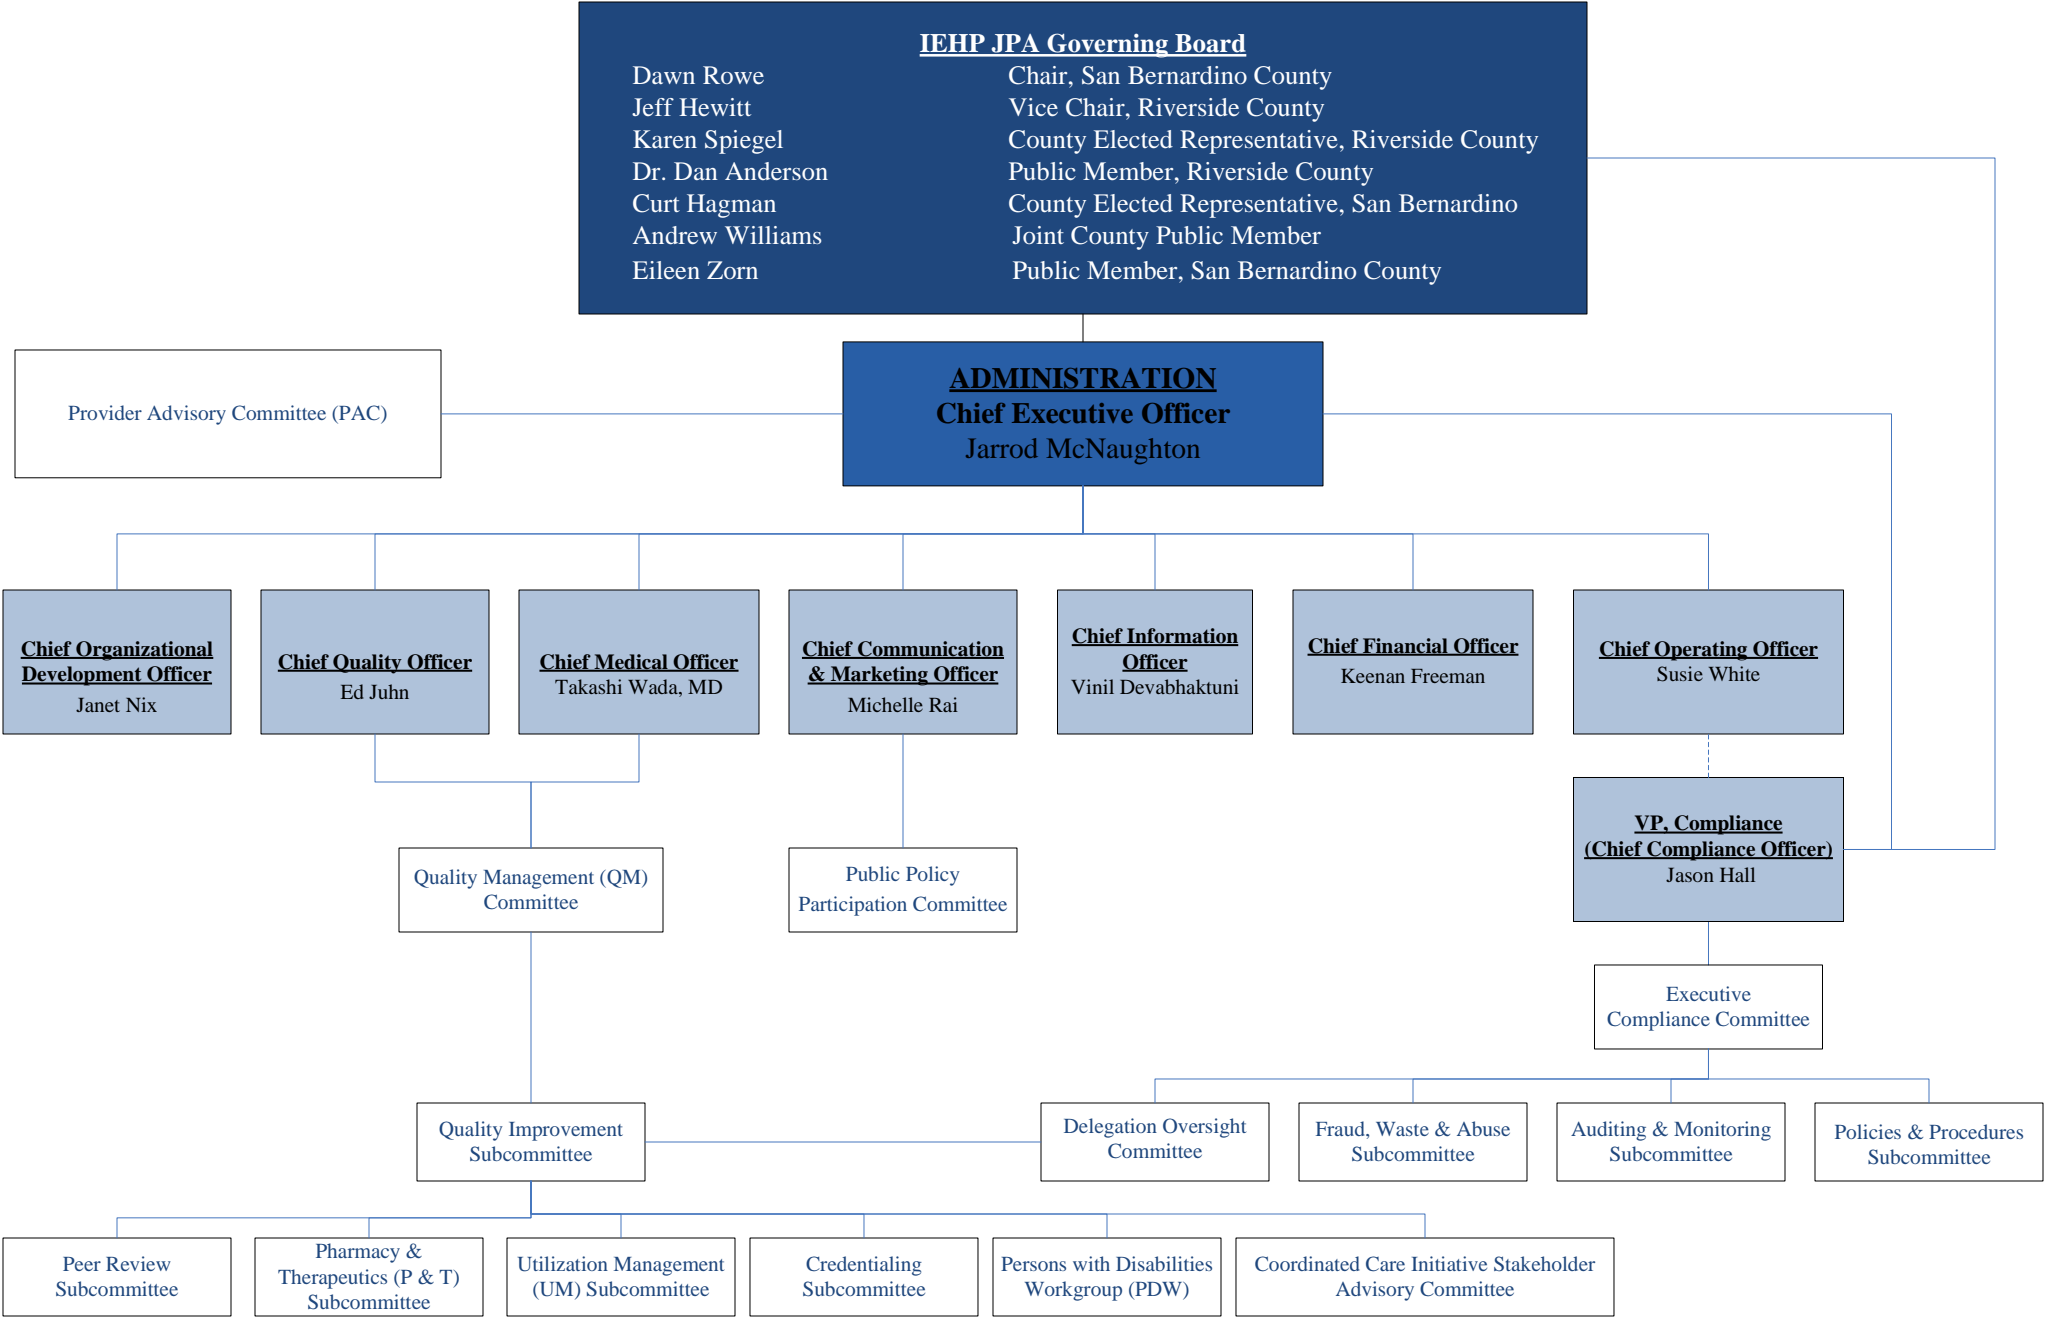 IEHP JPA Governing Board
Dawn Rowe Chair, San Bernardino County
Jeff Hewitt Vice Chair, Riverside County
Karen Spiegel County Elected Representative, Riverside County
Dr. Dan Anderson Public Member, Riverside County
Curt Hagman County Elected Representative, San Bernardino
Andrew Williams Joint County Public Member
Eileen Zorn Public Member, San Bernardino County
Provider Advisory Committee (PAC)
ADMINISTRATION
Chief Executive Officer
Jarrod McNaughton
Chief Organizational
Development Officer
Janet Nix
Chief Quality Officer
Ed Juhn
Chief Medical Officer
Takashi Wada, MD
Chief Communication
& Marketing Officer
Michelle Rai
Chief Information
Officer
Vinil Devabhaktuni
Chief Financial Officer
Keenan Freeman
Chief Operating Officer
Susie White
VP, Compliance
(Chief Compliance Officer)
Jason Hall
Quality Management (QM)
Committee
Public Policy
Participation Committee
Executive
Compliance Committee
Quality Improvement
Subcommittee
Delegation Oversight
Committee
Fraud, Waste & Abuse
Subcommittee
Auditing & Monitoring
Subcommittee
Policies & Procedures
Subcommittee
Peer Review
Subcommittee
Pharmacy &
Therapeutics (P & T)
Subcommittee
Utilization Management
(UM) Subcommittee
Credentialing
Subcommittee
Persons with Disabilities
Workgroup (PDW)
Coordinated Care Initiative Stakeholder
Advisory Committee